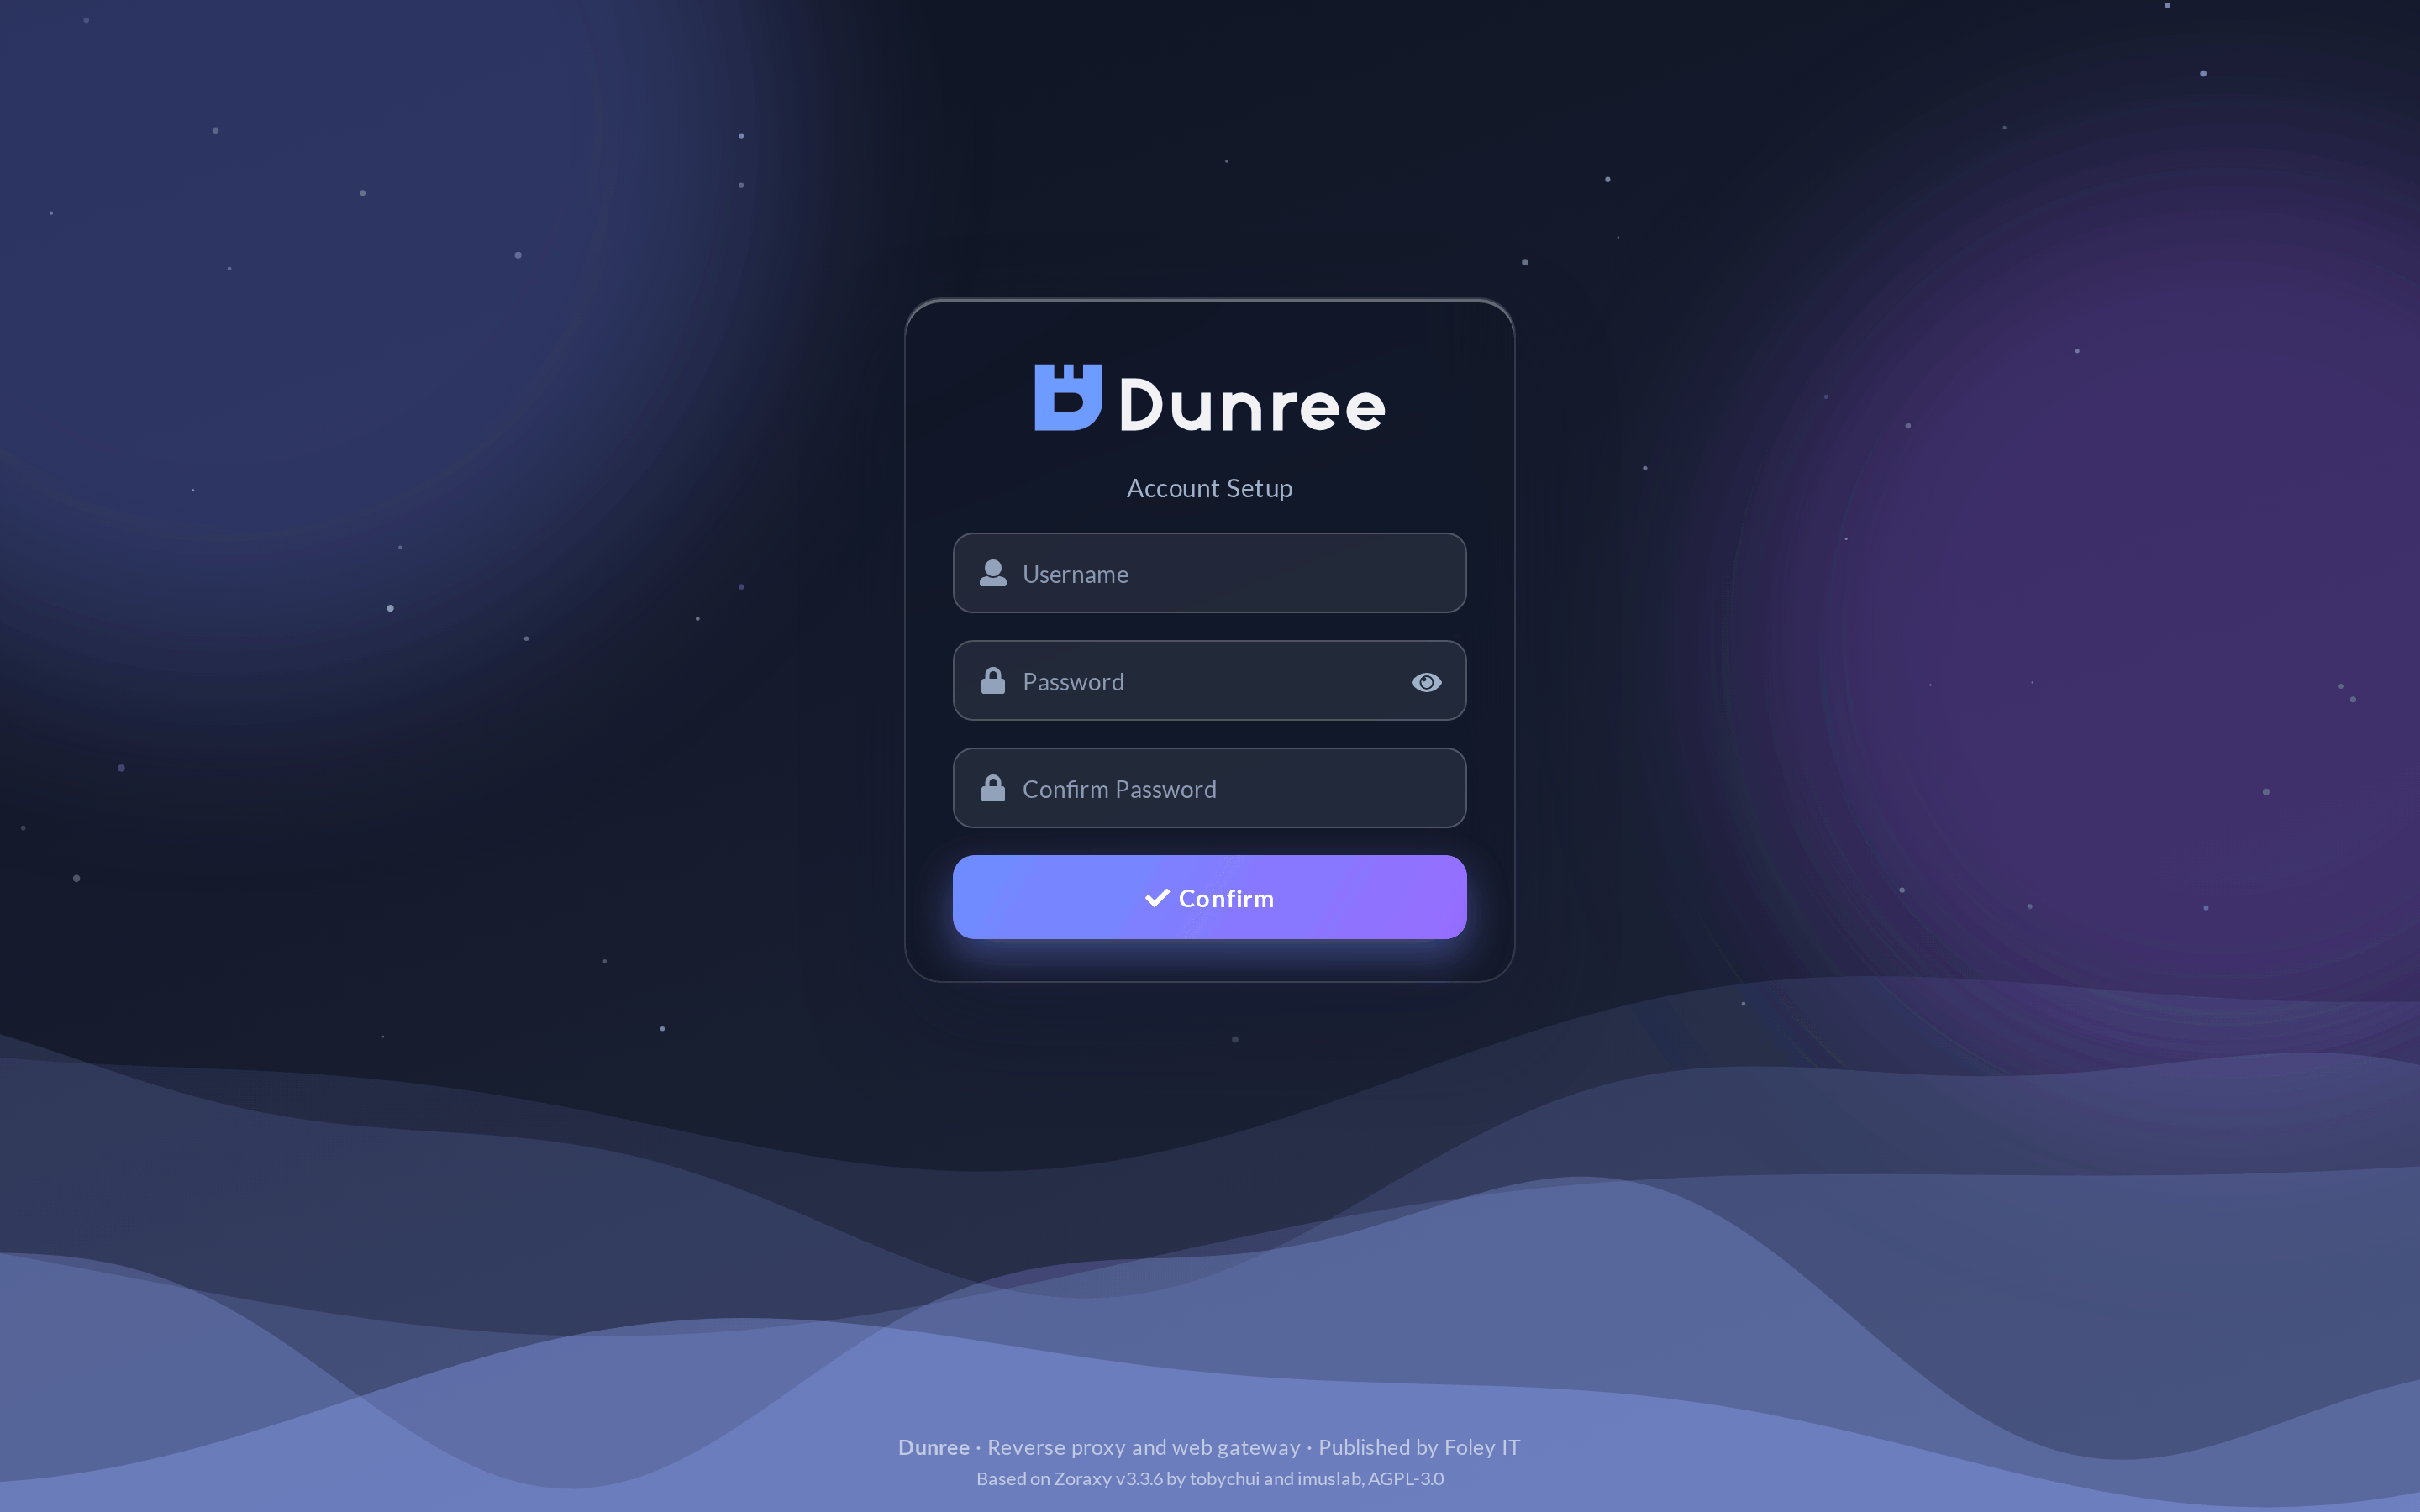 Dunree
Account Setup
Username
Password
Confirm Password
Confirm
Dunree · Reverse proxy and web gateway · Published by Foley IT
Based on Zoraxy v3.3.6 by tobychui and imuslab, AGPL-3.0